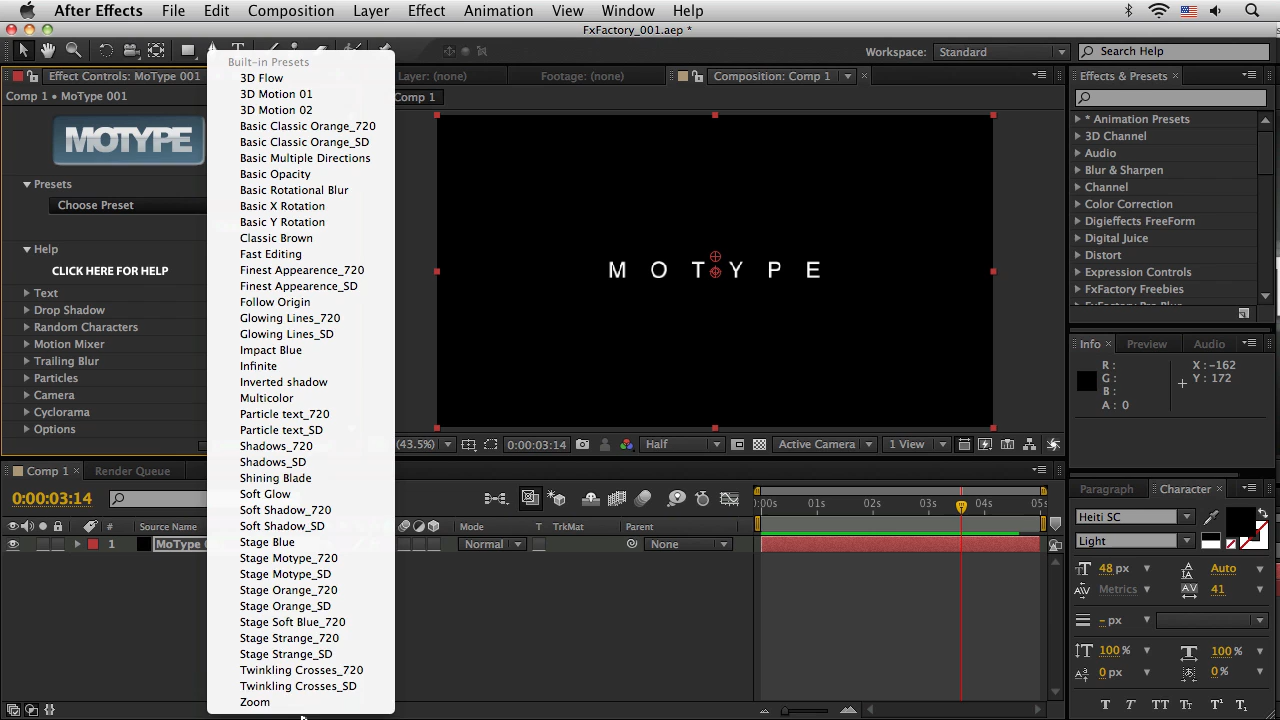 After Effects File Edit Composition Layer Effect Animation View Window Help
FxFactory_001.aep *
Workspace: Standard
Search Help
Effect Controls: MoType 001
Comp 1 • MoType 001
MOTYPE
Presets
Choose Preset
Help
CLICK HERE FOR HELP
Text
Drop Shadow
Random Characters
Motion Mixer
Trailing Blur
Particles
Camera
Cyclorama
Options
Built-in Presets
3D Flow
3D Motion 01
3D Motion 02
Basic Classic Orange_720
Basic Classic Orange_SD
Basic Multiple Directions
Basic Opacity
Basic Rotational Blur
Basic X Rotation
Basic Y Rotation
Classic Brown
Fast Editing
Finest Appearence_720
Finest Appearence_SD
Follow Origin
Glowing Lines_720
Glowing Lines_SD
Impact Blue
Infinite
Inverted shadow
Multicolor
Particle text_720
Particle text_SD
Shadows_720
Shadows_SD
Shining Blade
Soft Glow
Soft Shadow_720
Soft Shadow_SD
Stage Blue
Stage Motype_720
Stage Motype_SD
Stage Orange_720
Stage Orange_SD
Stage Soft Blue_720
Stage Strange_720
Stage Strange_SD
Twinkling Crosses_720
Twinkling Crosses_SD
Zoom
Layer: (none)
Footage: (none)
Composition: Comp 1
Comp 1
M O T Y P E
(43.5%) 0:00:03:14 Half Active Camera 1 View
Effects & Presets
* Animation Presets
3D Channel
Audio
Blur & Sharpen
Channel
Color Correction
Digieffects FreeForm
Digital Juice
Distort
Expression Controls
FxFactory Freebies
FxFactory Pro Blur
Info Preview Audio
R :
G :
B :
A : 0
X : -162
Y : 172
Comp 1 Render Queue
0:00:03:14
# Source Name Mode T TrkMat Parent
1 MoType Normal None
:00s 01s 02s 03s 04s 05s
Paragraph Character
Heiti SC
Light
48 px Auto
Metrics 41
- px
100 % 100 %
0 px 0 %
T T TT Tr T¹ T₁